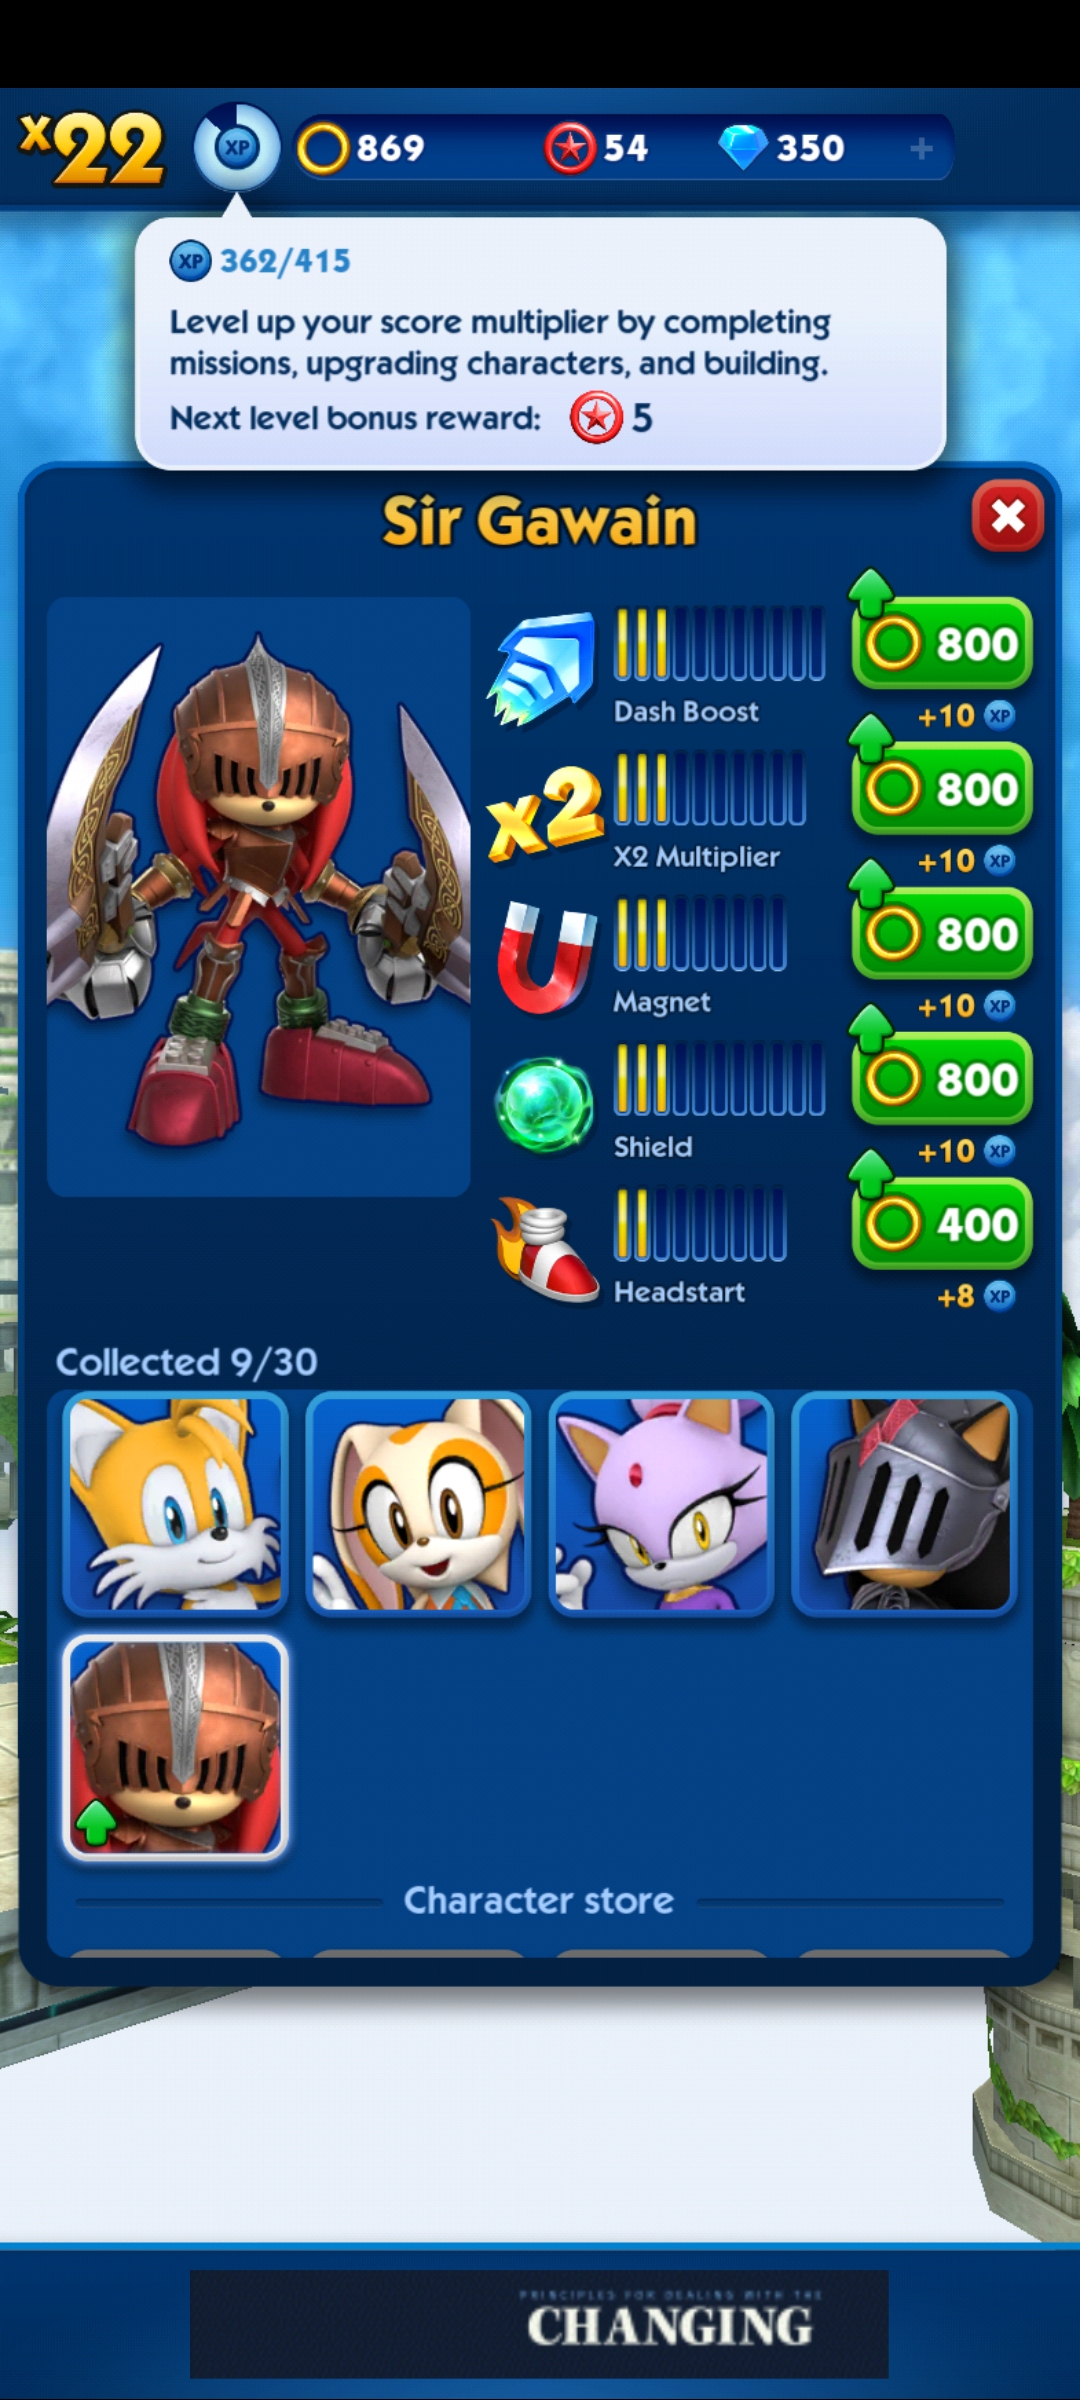 x22
XP
869
54
350
+
XP 362/415
Level up your score multiplier by completing
missions, upgrading characters, and building.
Next level bonus reward: 5
Sir Gawain
800
Dash Boost
+10 XP
x2
800
X2 Multiplier
+10 XP
800
Magnet
+10 XP
800
Shield
+10 XP
400
Headstart
+8 XP
Collected 9/30
Character store
PRINCIPLES FOR DEALING WITH THE
CHANGING